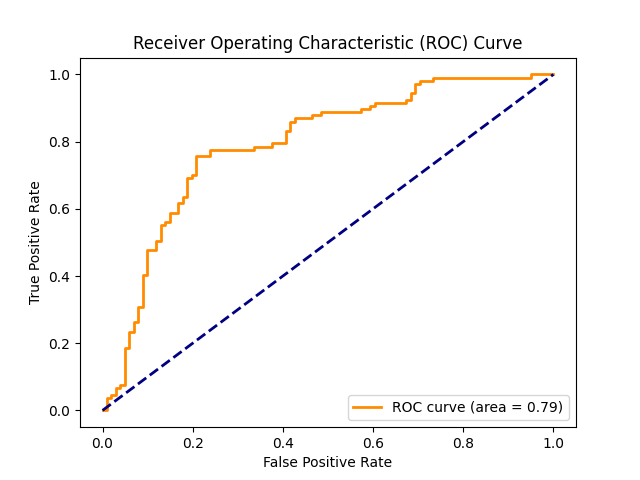 Receiver Operating Characteristic (ROC) Curve
1.0
0.8
0.6
0.4
0.2
0.0
True Positive Rate
ROC curve (area = 0.79)
0.0 0.2 0.4 0.6 0.8 1.0
False Positive Rate